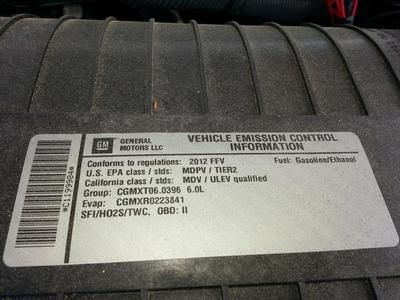 GM
GENERAL MOTORS LLC
VEHICLE EMISSION CONTROL INFORMATION
Conforms to regulations: 2012 FFV Fuel: Gasoline/Ethanol
U.S. EPA class / stds: MDPV / TIER2
California class / stds: MDV / ULEV qualified
Group: CGMXT06.0396 6.0L
Evap: CGMXR0223841
SFI/HO2S/TWC, OBD: II
*C1199984*